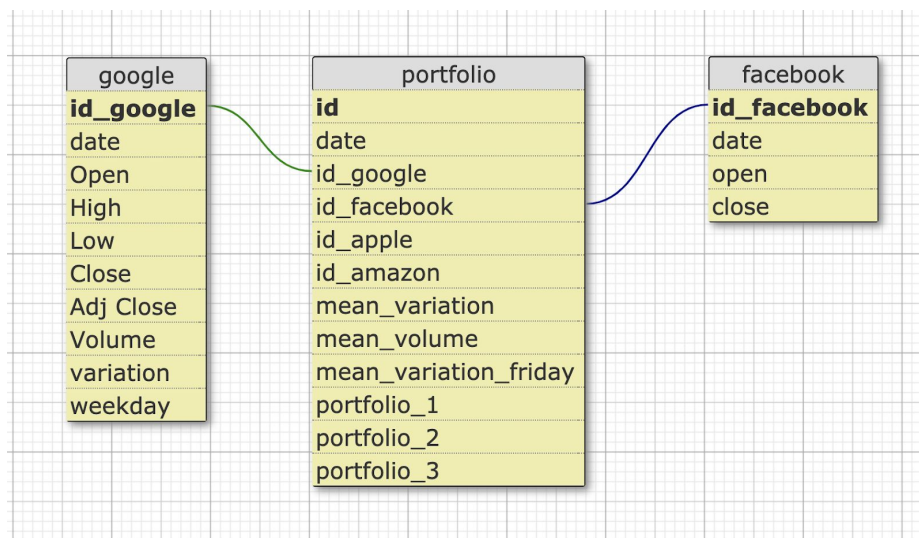 google
id_google
date
Open
High
Low
Close
Adj Close
Volume
variation
weekday
portfolio
id
date
id_google
id_facebook
id_apple
id_amazon
mean_variation
mean_volume
mean_variation_friday
portfolio_1
portfolio_2
portfolio_3
facebook
id_facebook
date
open
close